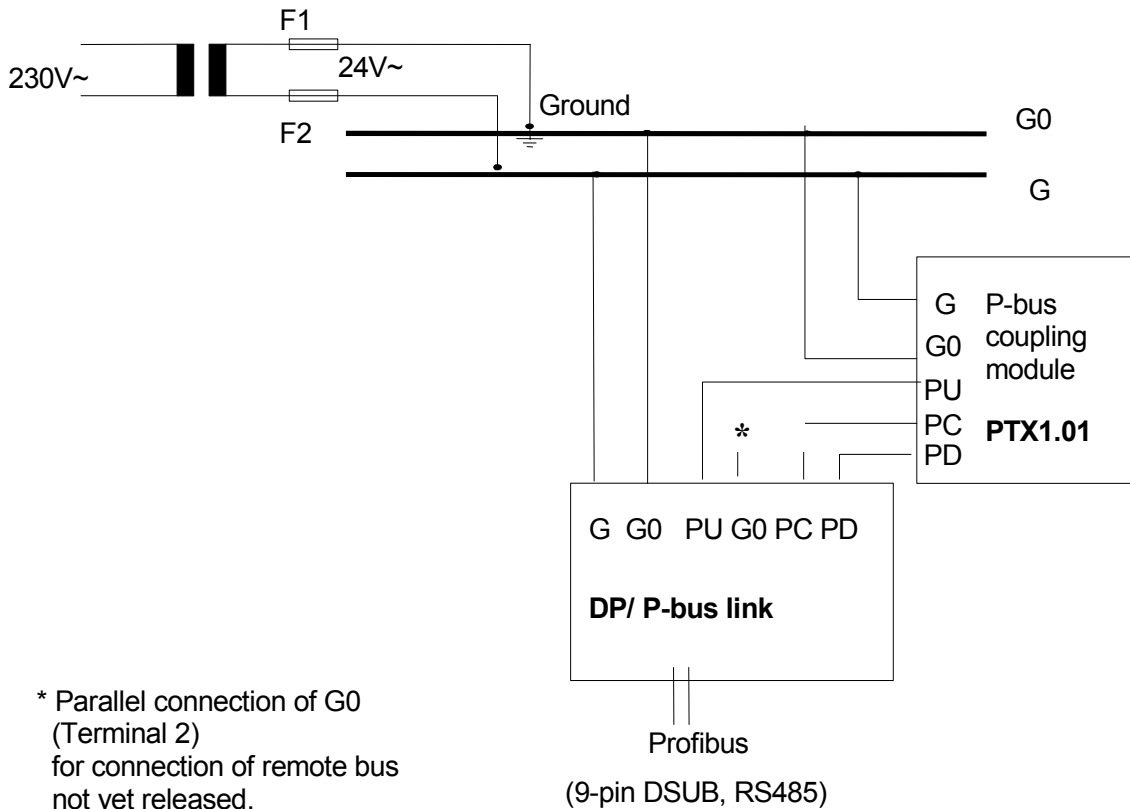 F1
230V~
24V~
F2
Ground
G0
G
G P-bus
coupling
G0
module
PU
PC PTX1.01
PD
*
G G0 PU G0 PC PD
DP/ P-bus link
* Parallel connection of G0
(Terminal 2)
for connection of remote bus
not yet released.
Profibus
(9-pin DSUB, RS485)